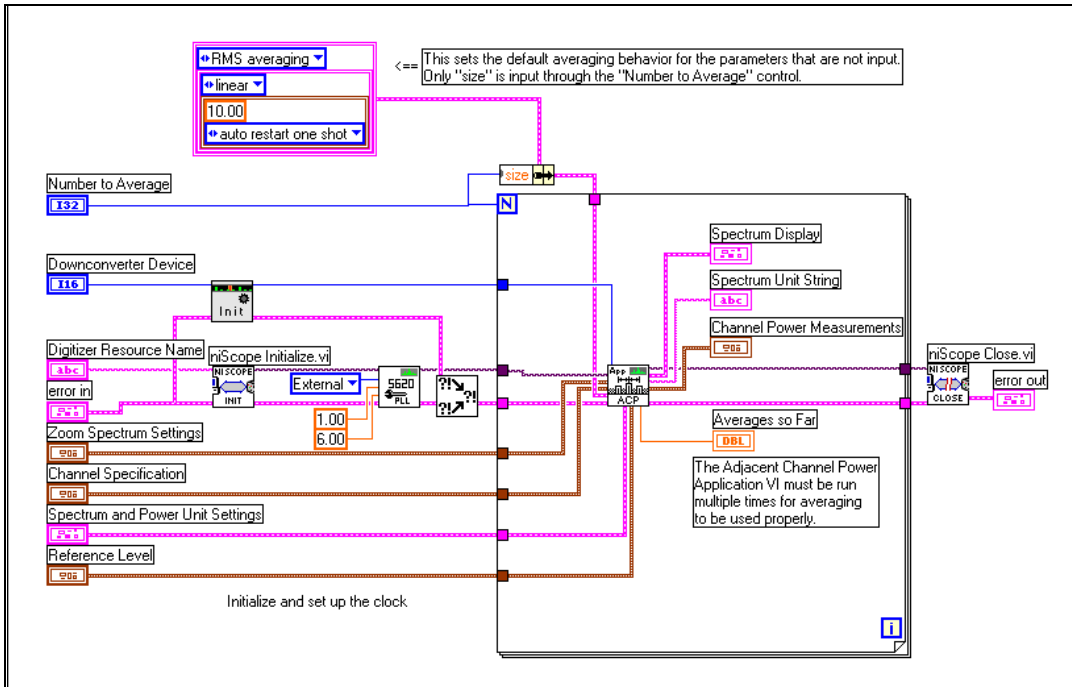 RMS averaging
<== This sets the default averaging behavior for the parameters that are not input.
Only "size" is input through the "Number to Average" control.
linear
10.00
auto restart one shot
size
Number to Average
I32
N
Downconverter Device
I16
Init
Spectrum Display
Spectrum Unit String
abc
Channel Power Measurements
Digitizer Resource Name
abc
niScope Initialize.vi
NI SCOPE
INIT
External
5620
PLL
1.00
6.00
?!
?!
?!
App
ACP
niScope Close.vi
NI SCOPE
CLOSE
error in
error out
Averages so Far
DBL
Zoom Spectrum Settings
Channel Specification
The Adjacent Channel Power
Application VI must be run
multiple times for averaging
to be used properly.
Spectrum and Power Unit Settings
Reference Level
Initialize and set up the clock
i